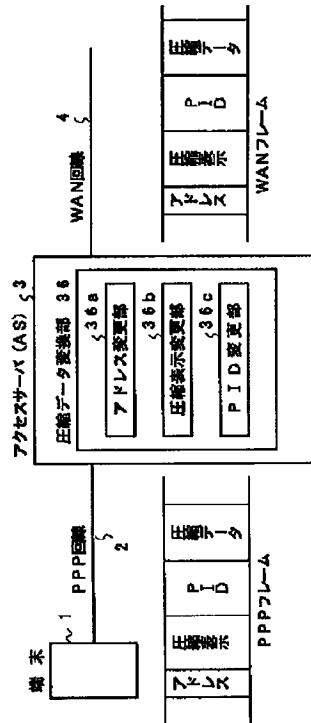 端末
1
PPP回線
2
アクセスサーバ(AS)
3
圧縮データ変換部 36
36a
アドレス変更部
36b
圧縮表示変更部
36c
PID変更部
WAN回線
4
アドレス
圧縮表示
PID
圧縮データ
PPPフレーム
アドレス
圧縮表示
PID
圧縮データ
WANフレーム